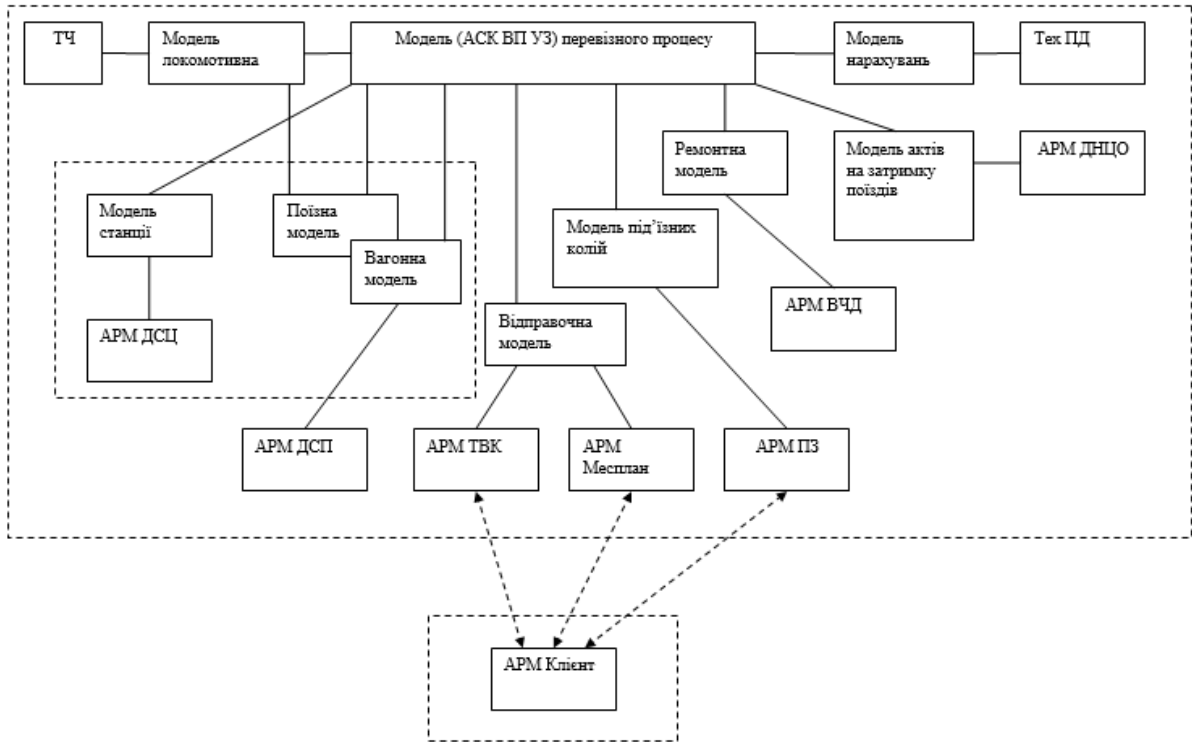 ТЧ
Модель
локомотивна
Модель (АСК ВП УЗ) перевізного процесу
Модель
нарахувань
Тех ПД
Ремонтна
модель
Модель актів
на затримку
поїздів
АРМ ДНЦО
Модель
станції
Поїзна
модель
Вагонна
модель
Модель під’їзних
колій
АРМ ДСЦ
Відправочна
модель
АРМ ВЧД
АРМ ДСП
АРМ ТВК
АРМ
Месплан
АРМ ПЗ
АРМ Клієнт